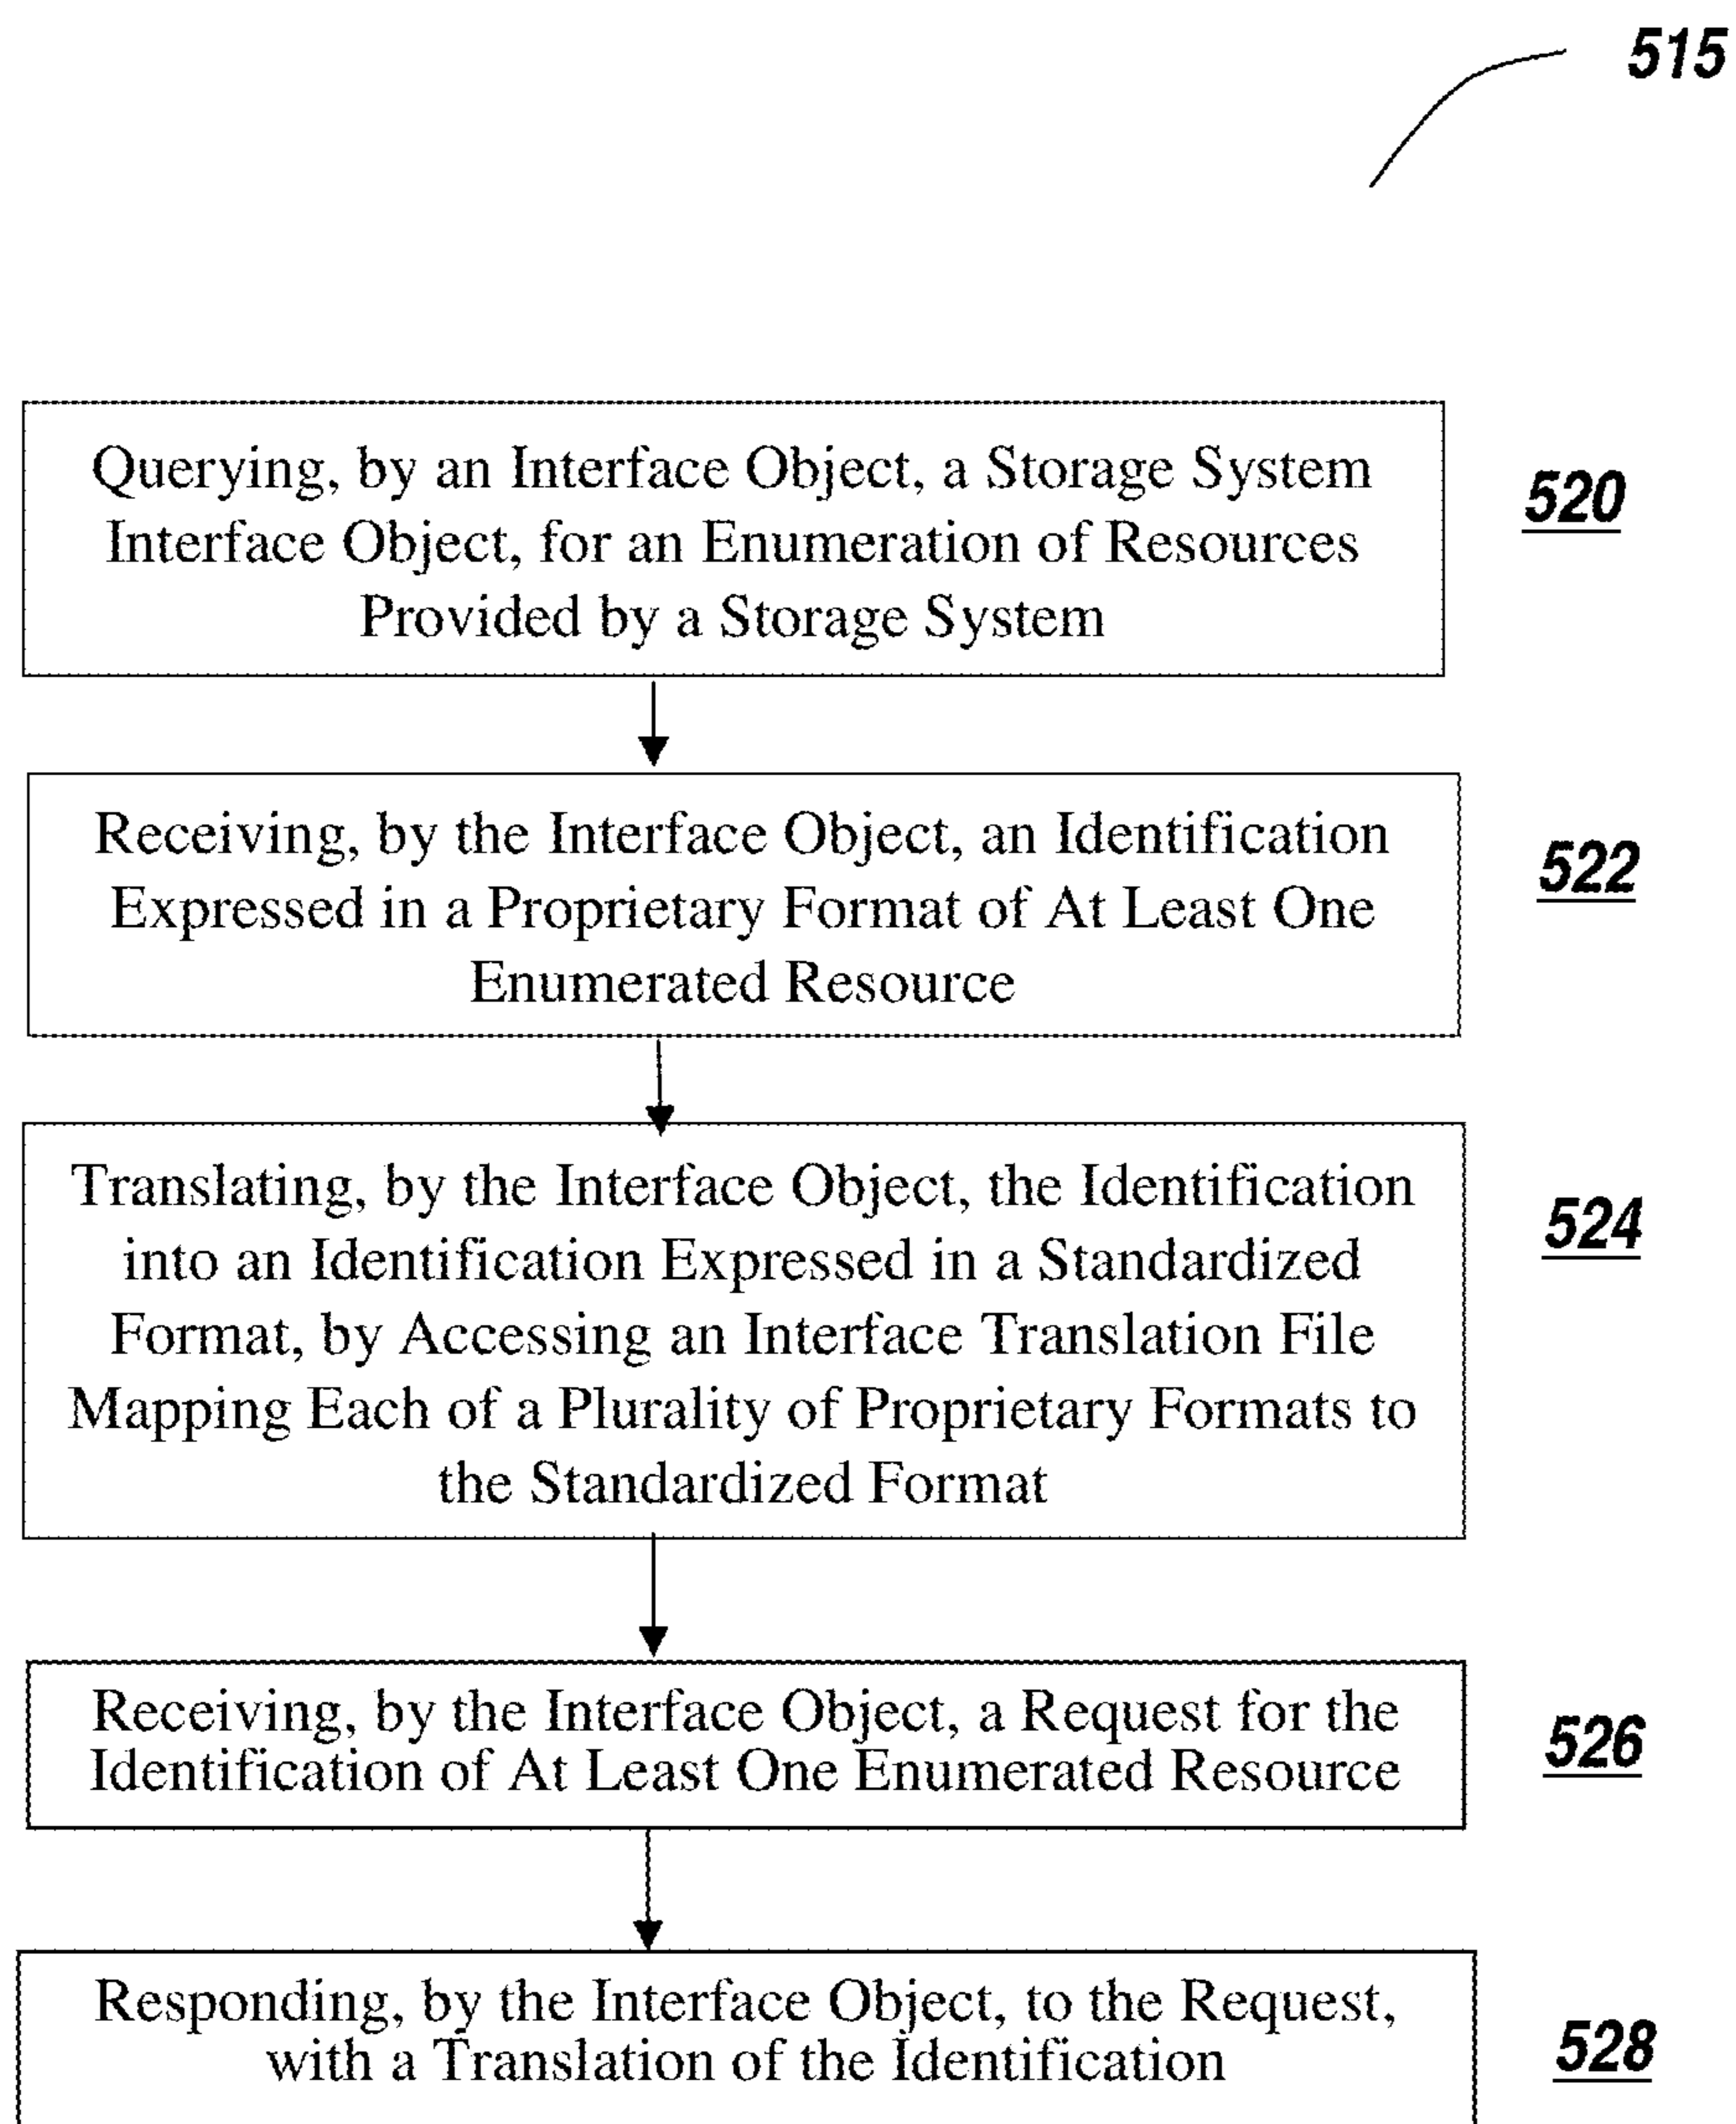 515
Querying, by an Interface Object, a Storage System
Interface Object, for an Enumeration of Resources
Provided by a Storage System
520
Receiving, by the Interface Object, an Identification
Expressed in a Proprietary Format of At Least One
Enumerated Resource
522
Translating, by the Interface Object, the Identification
into an Identification Expressed in a Standardized
Format, by Accessing an Interface Translation File
Mapping Each of a Plurality of Proprietary Formats to
the Standardized Format
524
Receiving, by the Interface Object, a Request for the
Identification of At Least One Enumerated Resource
526
Responding, by the Interface Object, to the Request,
with a Translation of the Identification
528